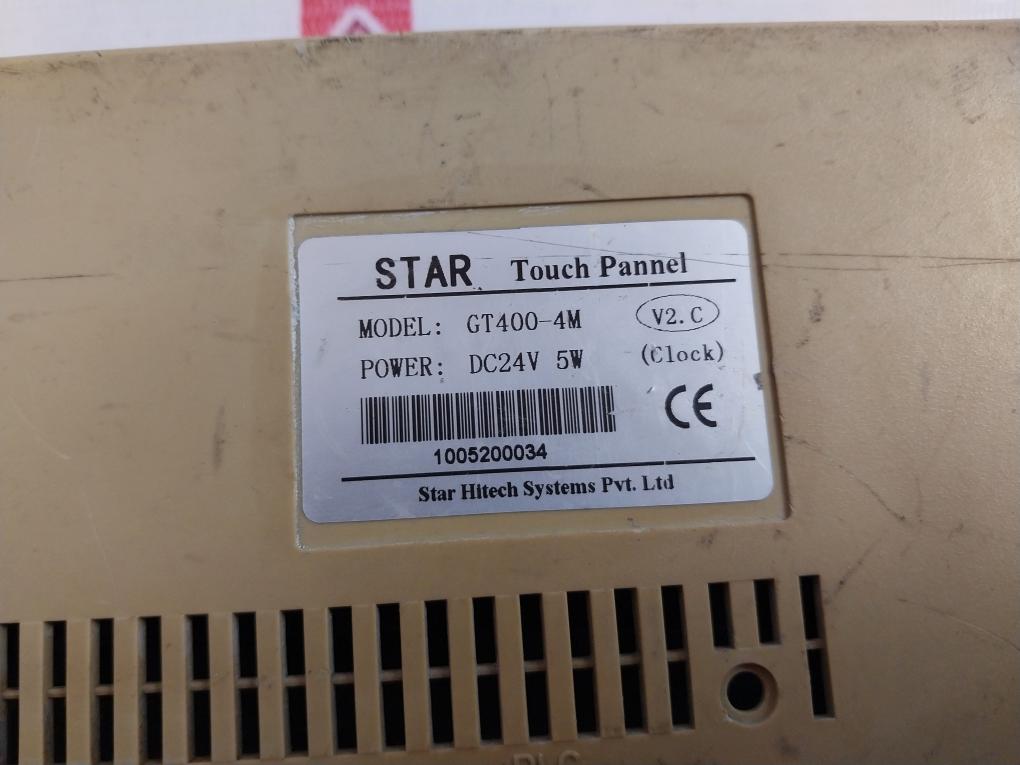 STAR Touch Pannel
MODEL: GT400-4M V2.C
POWER: DC24V 5W (Clock)
CE
1005200034
Star Hitech Systems Pvt. Ltd